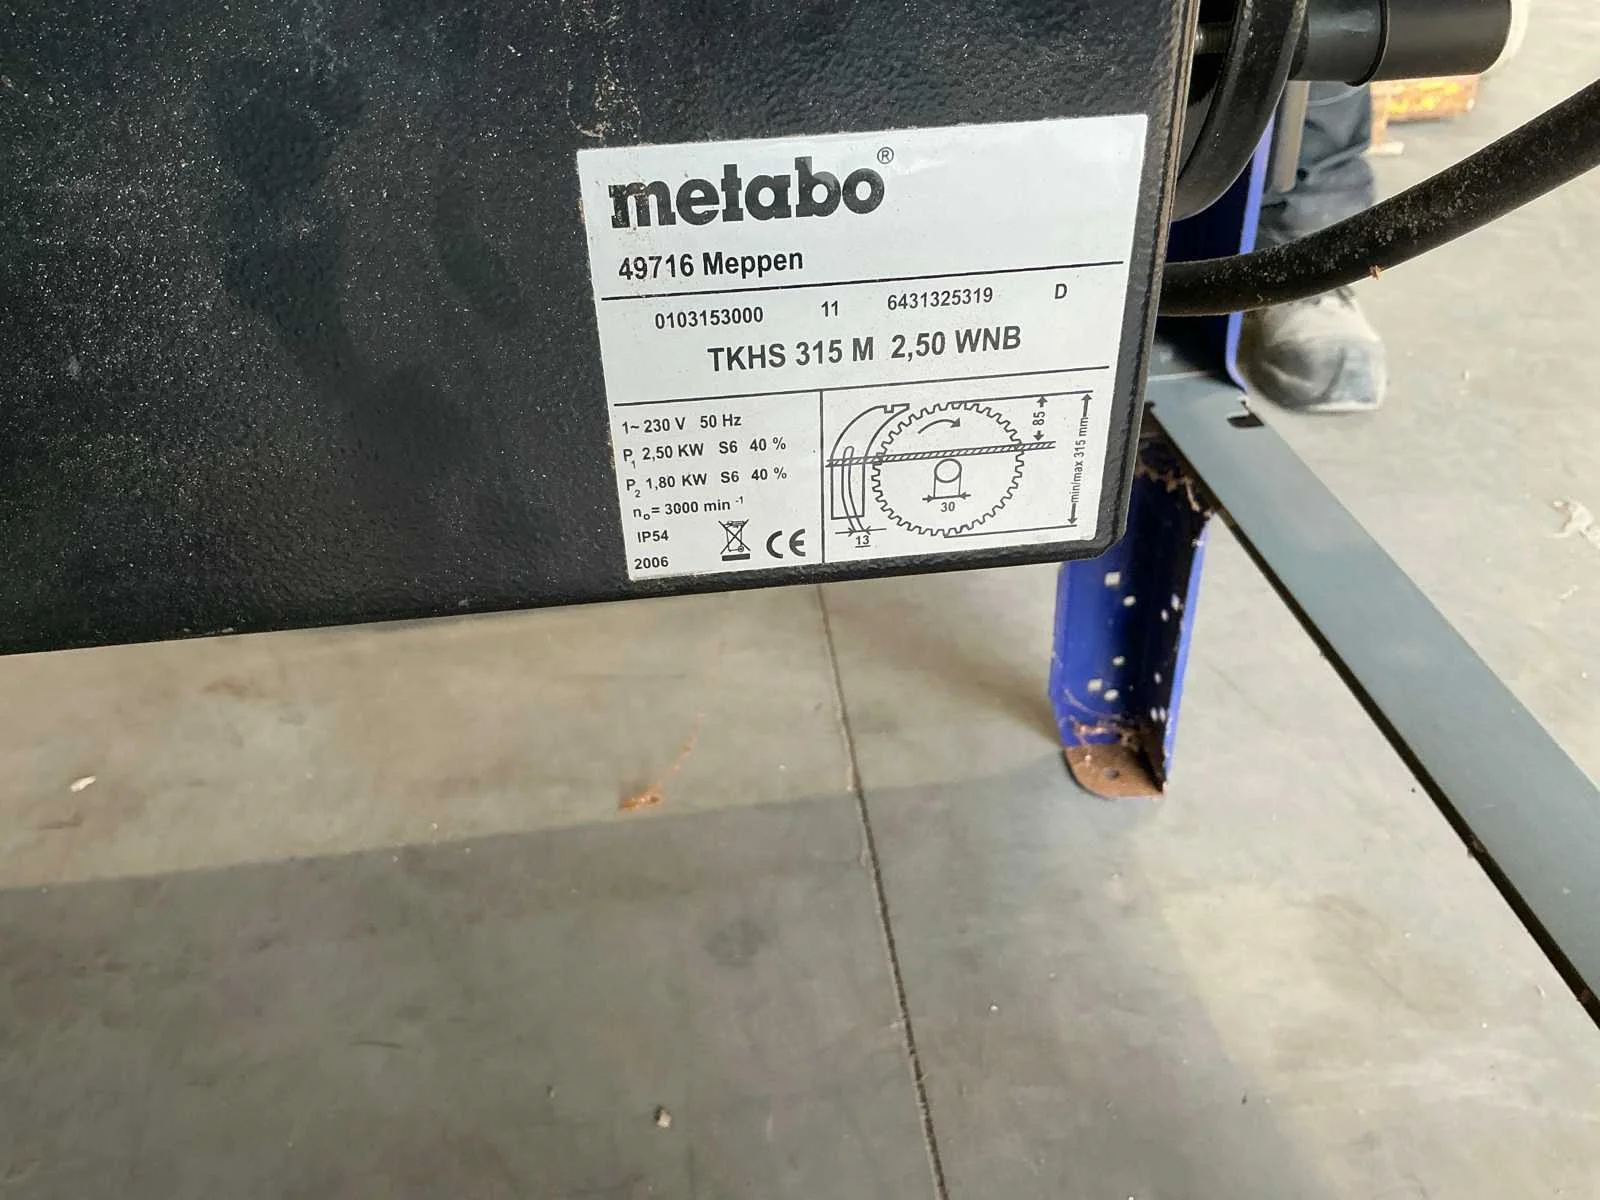 metabo®
49716 Meppen
0103153000 11 6431325319 D
TKHS 315 M 2,50 WNB
1~ 230 V 50 Hz
P1 2,50 KW S6 40 %
P2 1,80 KW S6 40 %
no= 3000 min -1
IP54
2006 CE
85
min/max 315 mm
30
13